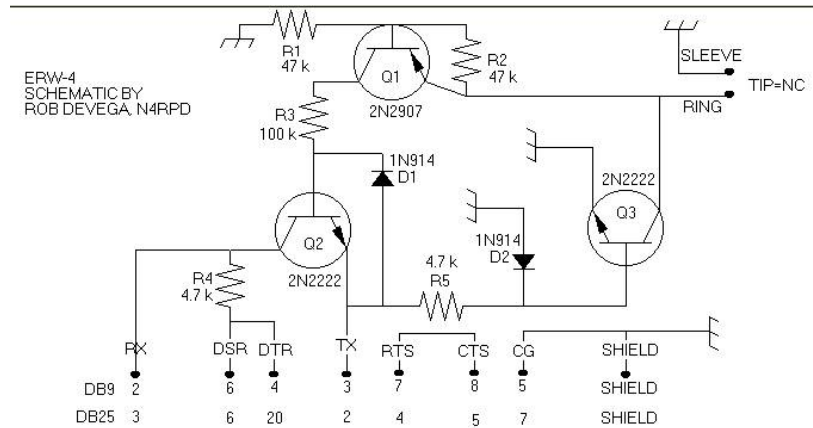 ERW-4
SCHEMATIC BY
ROB DEVEGA, N4RPD
R1
47 k
Q1
2N2907
R2
47 k
SLEEVE
TIP=NC
RING
R3
100 k
1N914
D1
2N2222
Q3
Q2
2N2222
1N914
D2
4.7 k
R5
R4
4.7 k
RX DSR DTR TX RTS CTS CG SHIELD
DB9 2 6 4 3 7 8 5 SHIELD
DB25 3 6 20 2 4 5 7 SHIELD